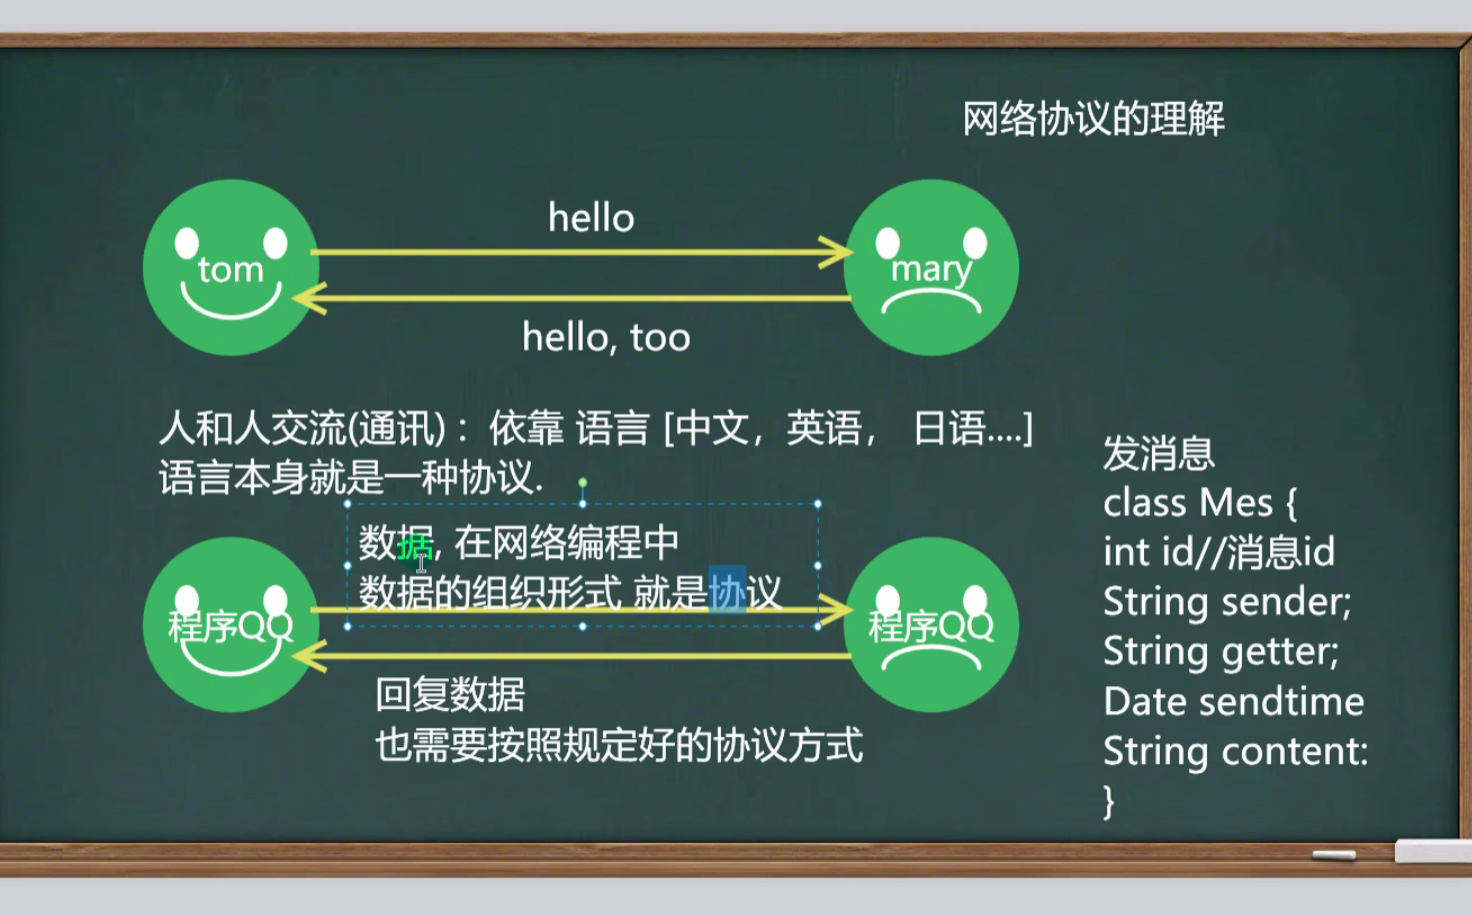 网络协议的理解
hello
tom
mary
hello, too
人和人交流(通讯) ：依靠 语言 [中文，英语， 日语....]
语言本身就是一种协议.
数据, 在网络编程中
数据的组织形式 就是协议
程序QQ
程序QQ
回复数据
也需要按照规定好的协议方式
发消息
class Mes {
int id//消息id
String sender;
String getter;
Date sendtime
String content:
}